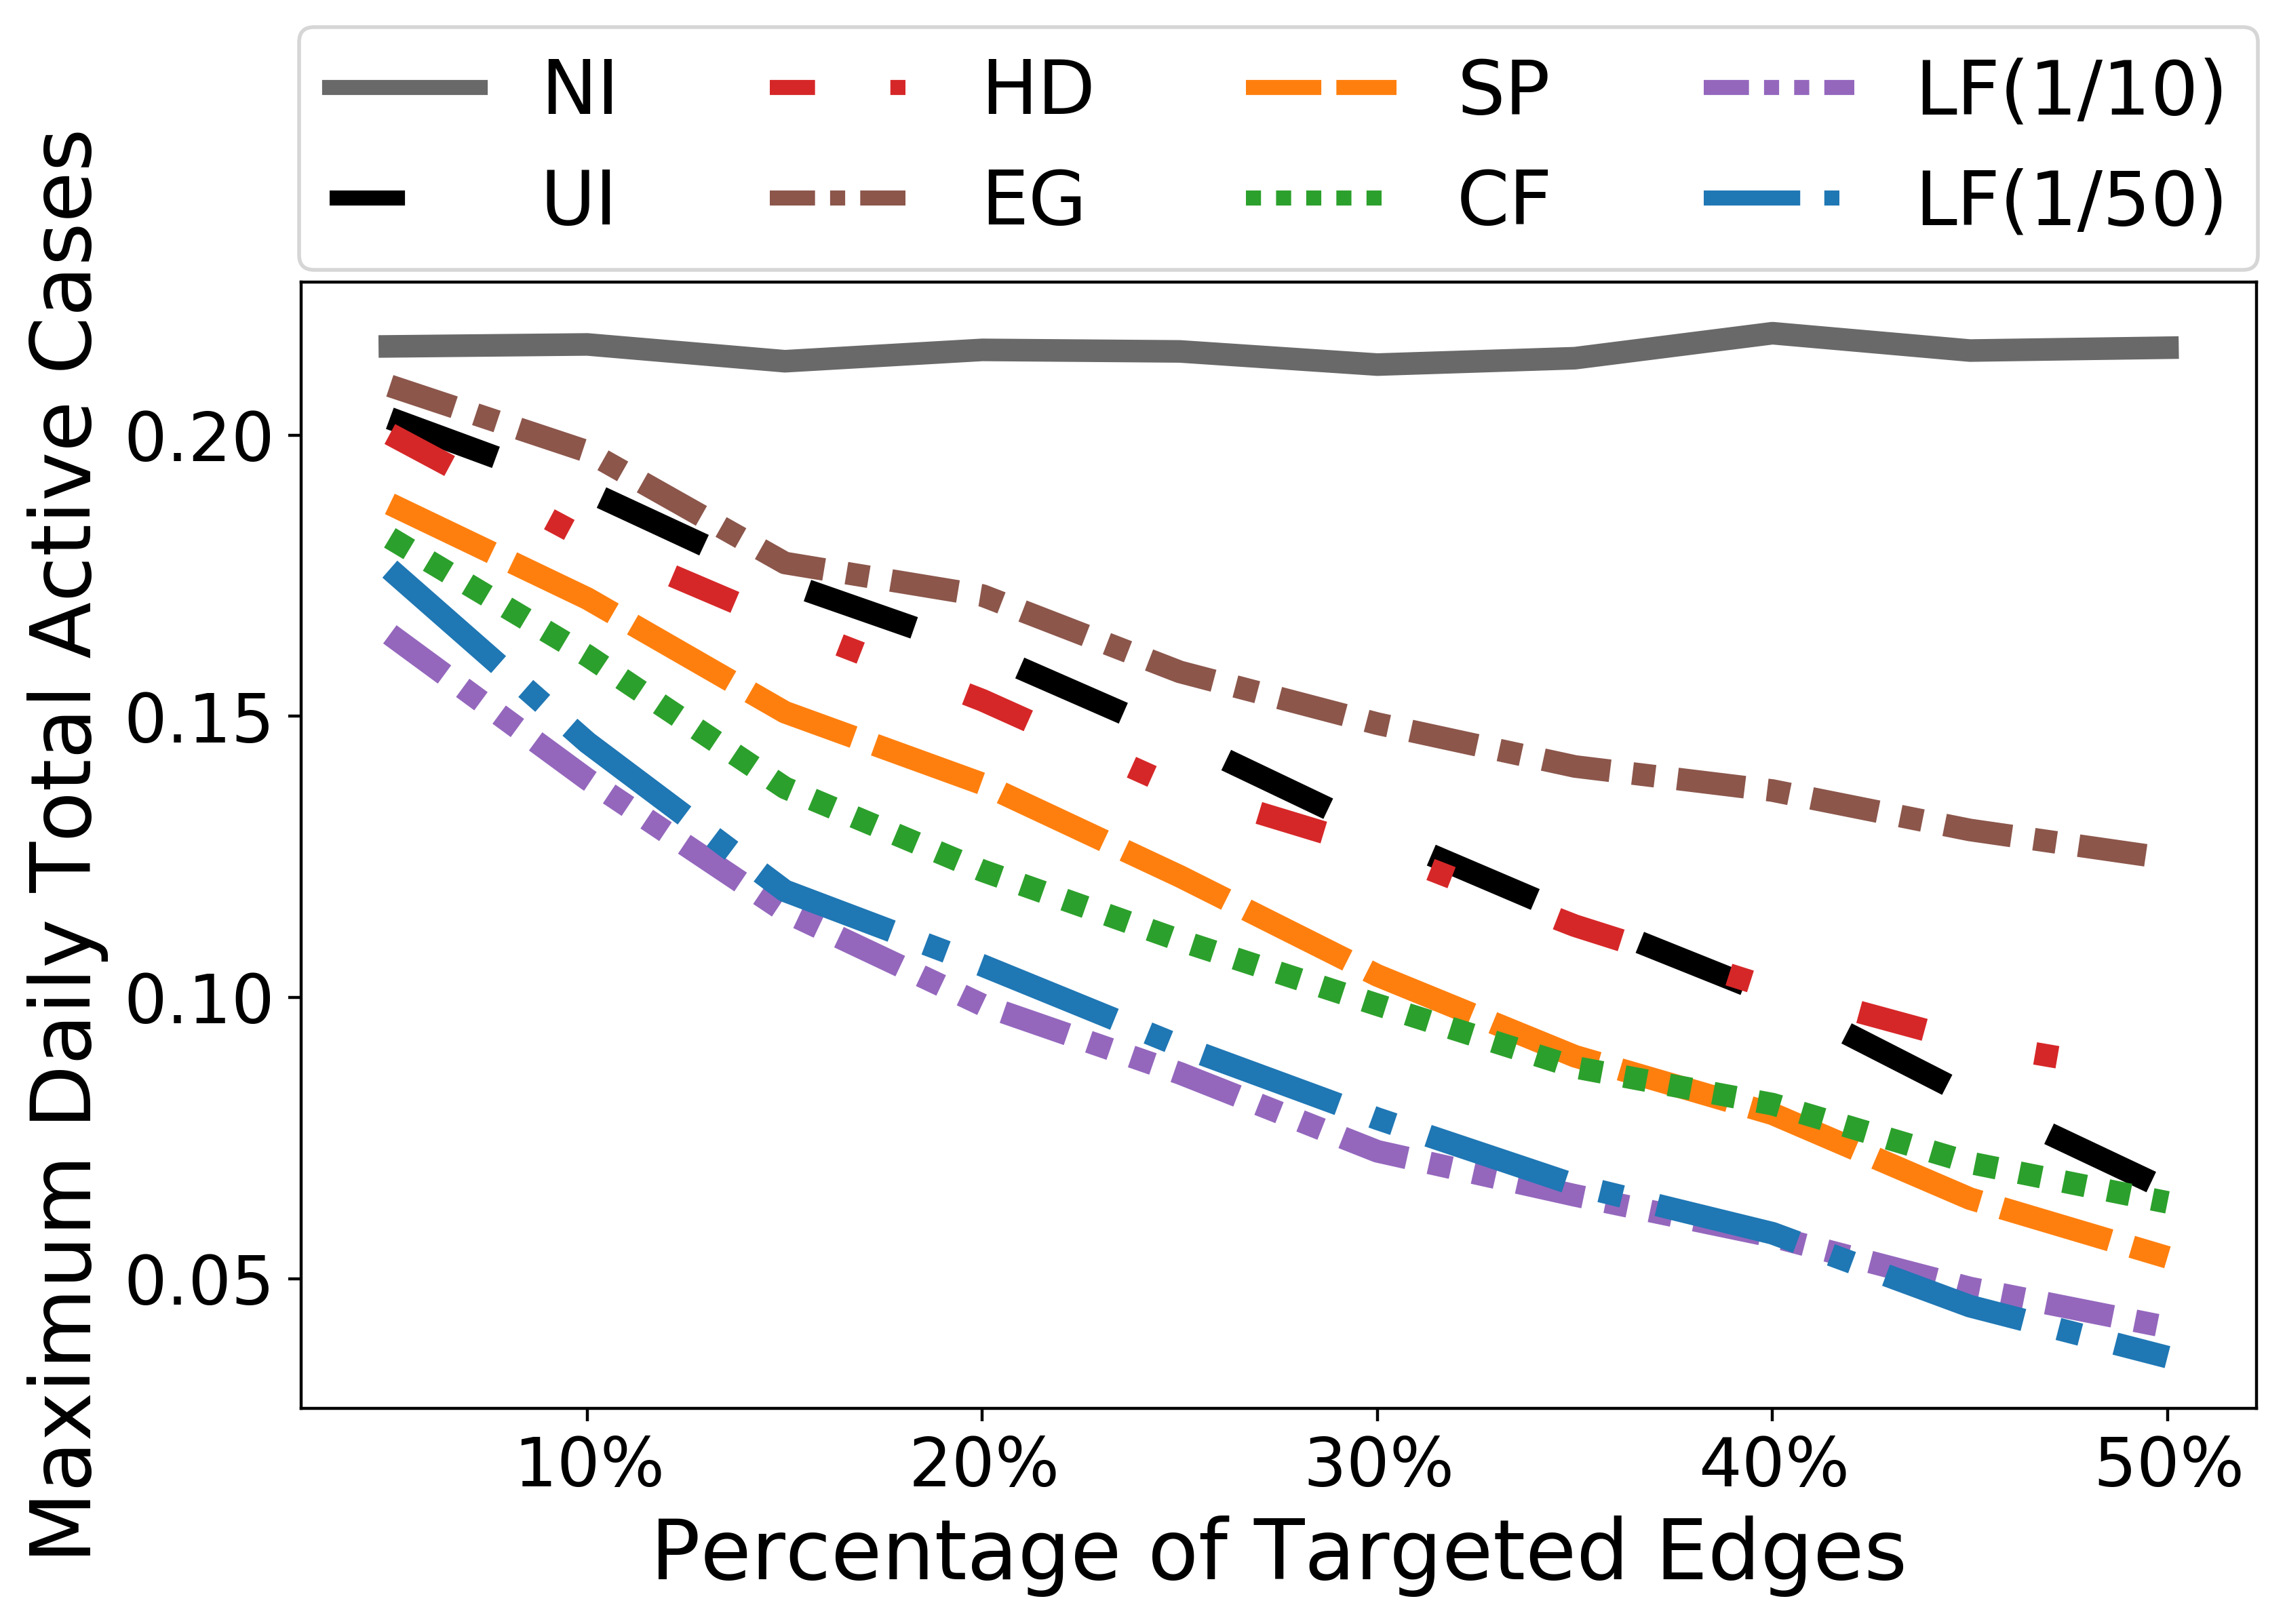 NI HD SP LF(1/10)
UI EG CF LF(1/50)
Maximum Daily Total Active Cases
0.20
0.15
0.10
0.05
10% 20% 30% 40% 50%
Percentage of Targeted Edges